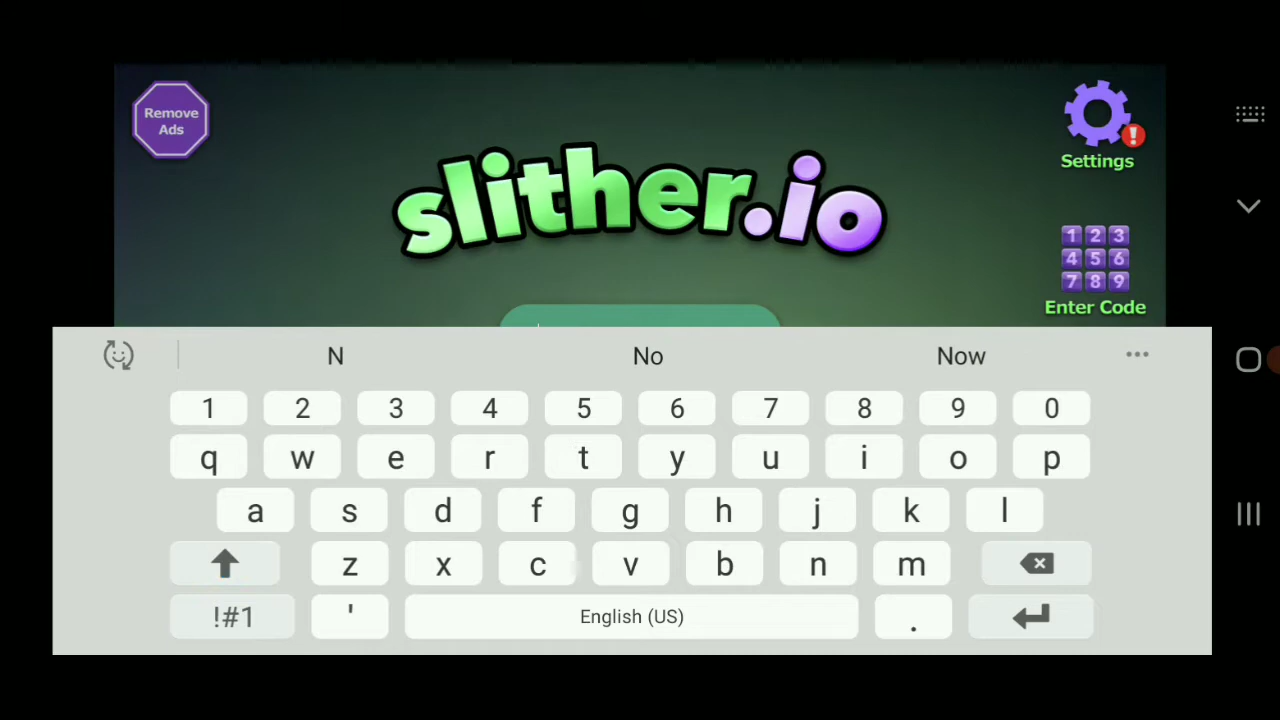 Remove
Ads
slither.io
Settings
1 2 3
4 5 6
7 8 9
Enter Code
N No Now
1 2 3 4 5 6 7 8 9 0
q w e r t y u i o p
a s d f g h j k l
z x c v b n m
!#1 ' English (US) .